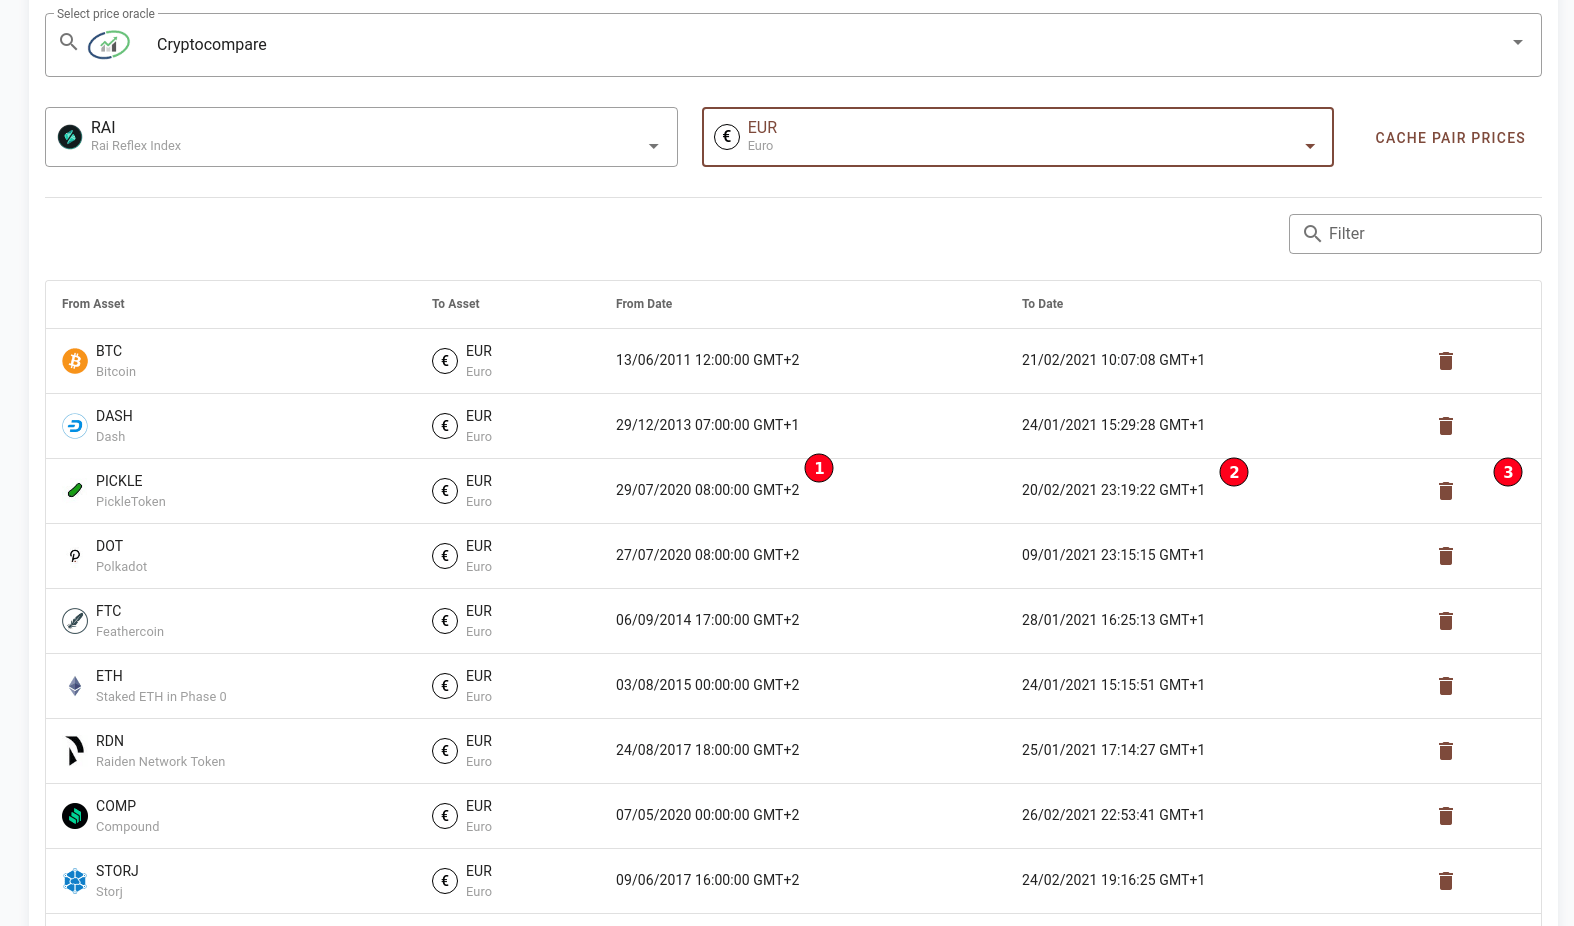 Select price oracle
Cryptocompare
RAI
Rai Reflex Index
€
EUR
Euro
CACHE PAIR PRICES
Filter
From Asset To Asset From Date To Date
BTC € EUR 13/06/2011 12:00:00 GMT+2 21/02/2021 10:07:08 GMT+1
Bitcoin Euro
DASH € EUR 29/12/2013 07:00:00 GMT+1 24/01/2021 15:29:28 GMT+1
Dash Euro
1 2 3
PICKLE € EUR 29/07/2020 08:00:00 GMT+2 20/02/2021 23:19:22 GMT+1
PickleToken Euro
DOT € EUR 27/07/2020 08:00:00 GMT+2 09/01/2021 23:15:15 GMT+1
Polkadot Euro
FTC € EUR 06/09/2014 17:00:00 GMT+2 28/01/2021 16:25:13 GMT+1
Feathercoin Euro
ETH € EUR 03/08/2015 00:00:00 GMT+2 24/01/2021 15:15:51 GMT+1
Staked ETH in Phase 0 Euro
RDN € EUR 24/08/2017 18:00:00 GMT+2 25/01/2021 17:14:27 GMT+1
Raiden Network Token Euro
COMP € EUR 07/05/2020 00:00:00 GMT+2 26/02/2021 22:53:41 GMT+1
Compound Euro
STORJ € EUR 09/06/2017 16:00:00 GMT+2 24/02/2021 19:16:25 GMT+1
Storj Euro